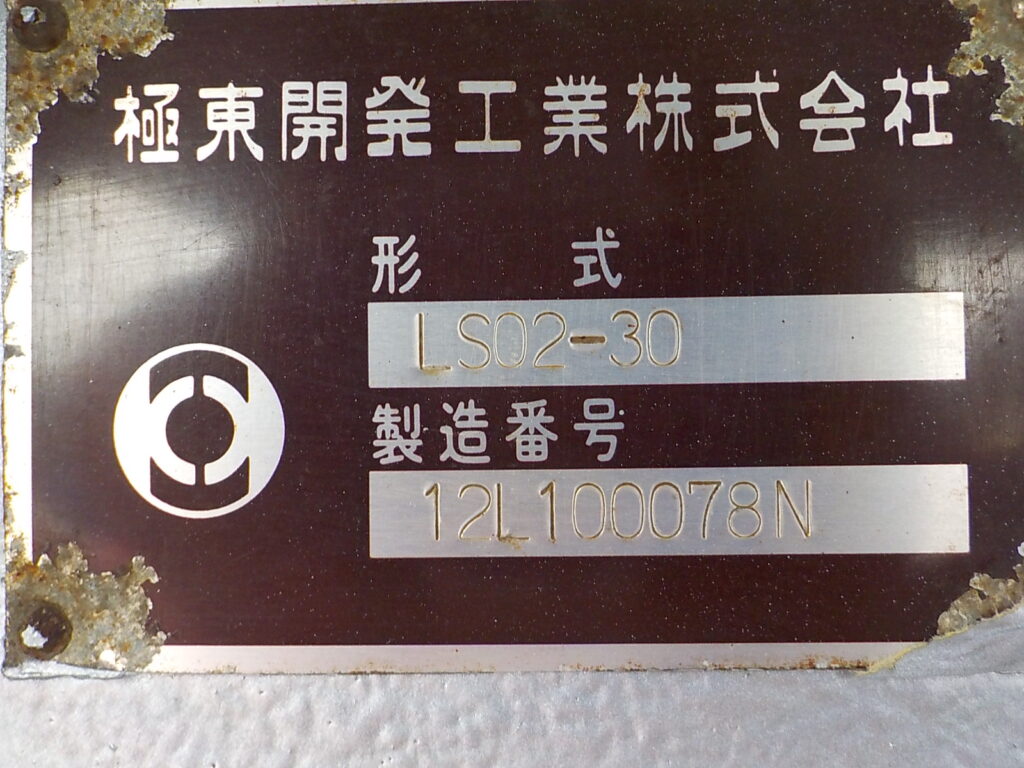 極東開発工業株式会社
形式
LS02-30
製造番号
12L100078N